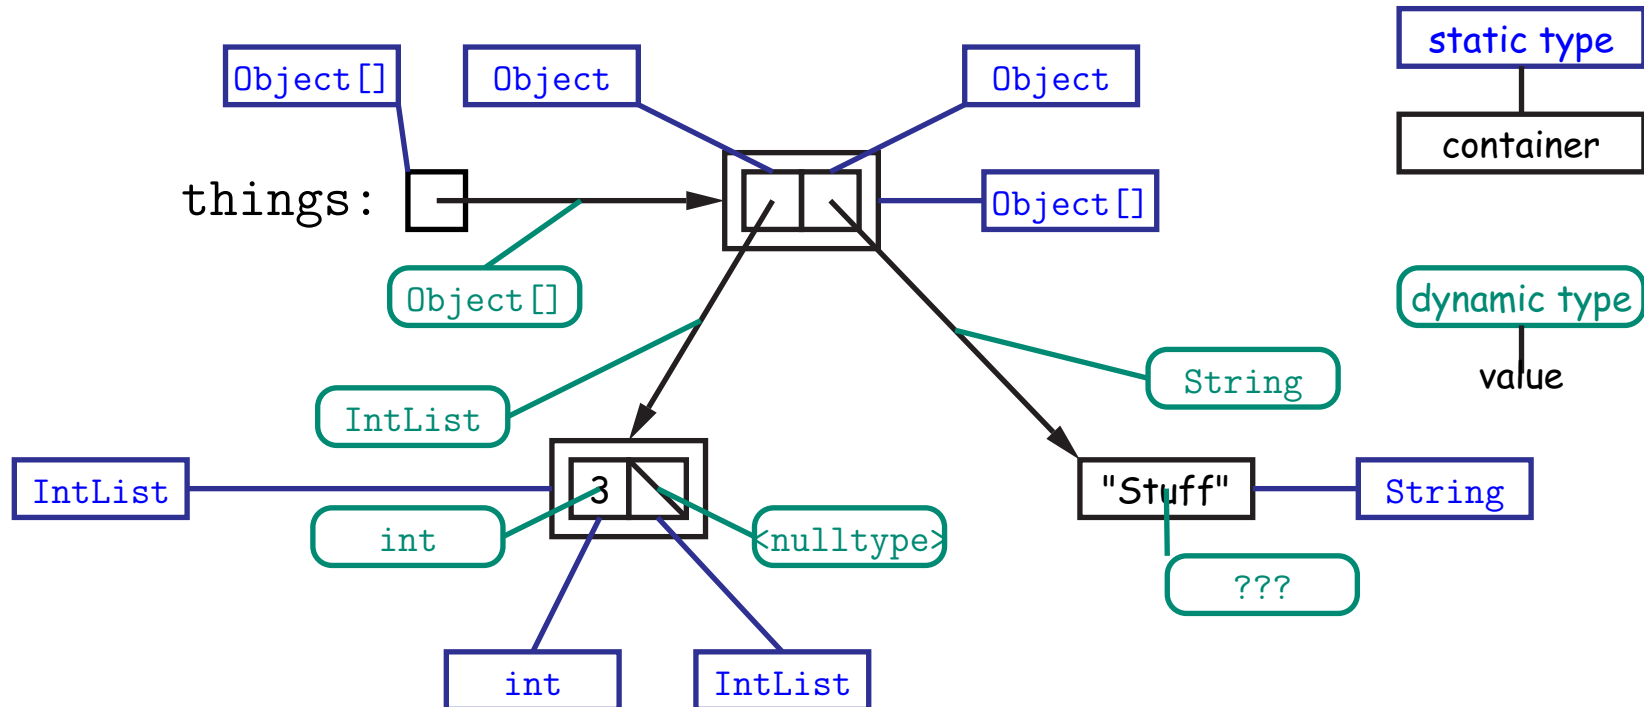 static type
Object[]
Object
Object
container
things:
Object[]
Object[]
dynamic type
String
value
IntList
IntList
3
"Stuff"
String
int
<nulltype>
???
int
IntList